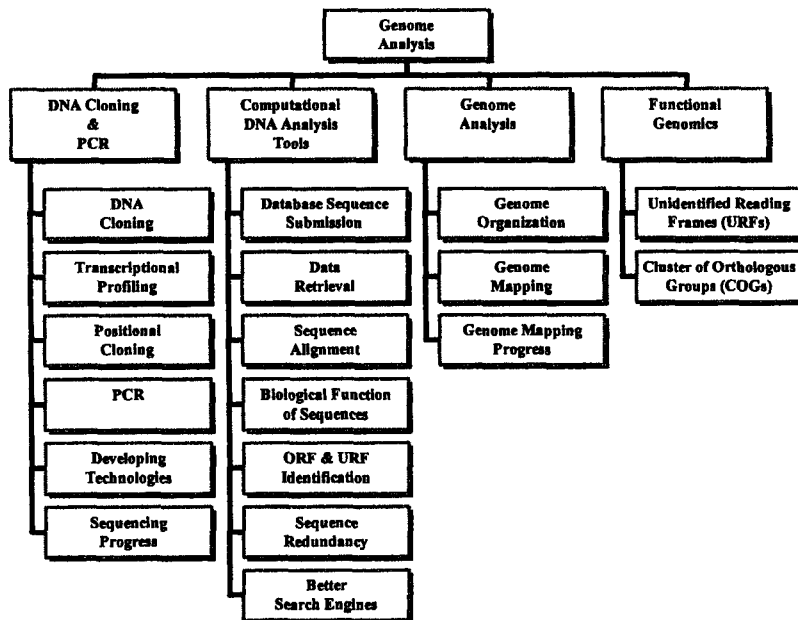 Genome
Analysis
DNA Cloning
&
PCR
Computational
DNA Analysis
Tools
Genome
Analysis
Functional
Genomics
DNA
Cloning
Transcriptional
Profiling
Positional
Cloning
PCR
Developing
Technologies
Sequencing
Progress
Database Sequence
Submission
Data
Retrieval
Sequence
Alignment
Biological Function
of Sequences
ORF & URF
Identification
Sequence
Redundancy
Better
Search Engines
Genome
Organization
Genome
Mapping
Genome Mapping
Progress
Unidentified Reading
Frames (URFs)
Cluster of Orthologous
Groups (COGs)